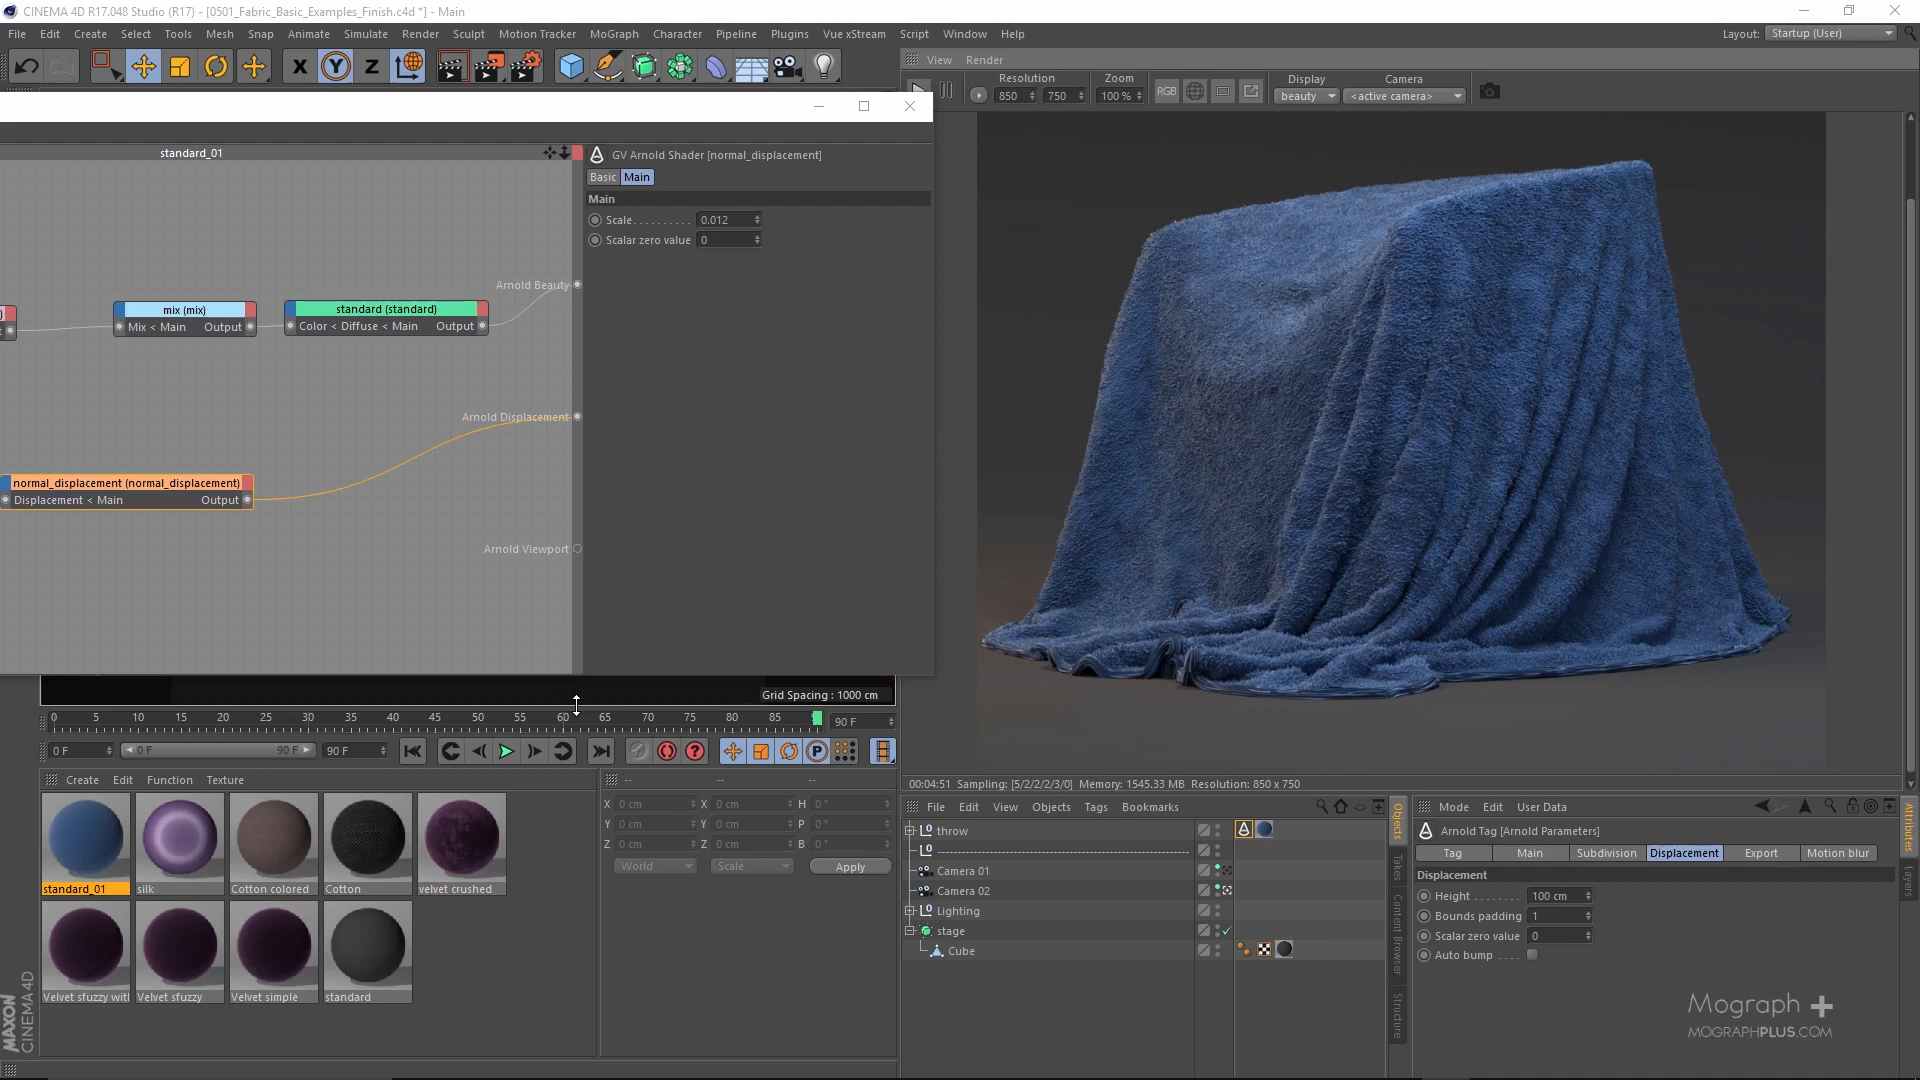 CINEMA 4D R17.048 Studio (R17) - [0501_Fabric_Basic_Examples_Finish.c4d *] - Main
File Edit Create Select Tools Mesh Snap Animate Simulate Render Sculpt Motion Tracker MoGraph Character Pipeline Plugins Vue xStream Script Window Help
Layout: Startup (User)
X Y Z
View Render
Resolution Zoom Display Camera
850 750 100 % RGB beauty <active camera>
standard_01
GV Arnold Shader [normal_displacement]
Basic Main
Main
Scale . . . . . . . . . . 0.012
Scalar zero value 0
Arnold Beauty
mix (mix)
Mix < Main Output
standard (standard)
Color < Diffuse < Main Output
Arnold Displacement
normal_displacement (normal_displacement)
Displacement < Main Output
Arnold Viewport
Grid Spacing : 1000 cm
0 5 10 15 20 25 30 35 40 45 50 55 60 65 70 75 80 85 90 F
0 F 0 F 90 F 90 F
P
Create Edit Function Texture
standard_01 silk Cotton colored Cotton velvet crushed
Velvet sfuzzy witl Velvet sfuzzy Velvet simple standard
-- -- --
X 0 cm X 0 cm H 0 °
Y 0 cm Y 0 cm P 0 °
Z 0 cm Z 0 cm B 0 °
World Scale Apply
MAXON
CINEMA 4D
00:04:51 Sampling: [5/2/2/2/3/0] Memory: 1545.33 MB Resolution: 850 x 750
File Edit View Objects Tags Bookmarks
throw
Camera 01
Camera 02
Lighting
stage
Cube
Objects
Takes
Content Browser
Structure
Mode Edit User Data
Arnold Tag [Arnold Parameters]
Tag Main Subdivision Displacement Export Motion blur
Displacement
Height . . . . . . . . 100 cm
Bounds padding 1
Scalar zero value 0
Auto bump . . . .
Attributes
Layers
Mograph +
MOGRAPHPLUS.COM